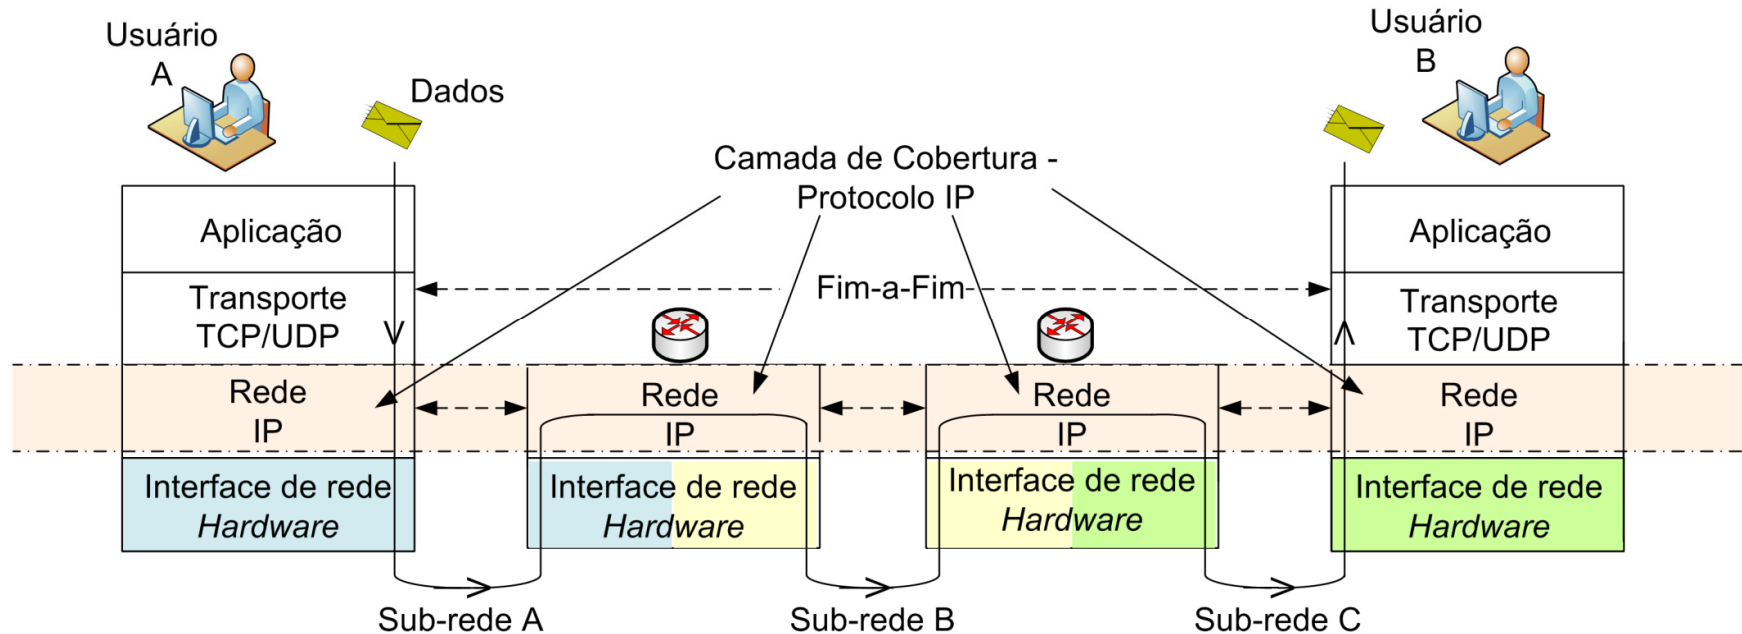 Usuário
A
Dados
Usuário
B
Camada de Cobertura -
Protocolo IP
Aplicação
Transporte
TCP/UDP
Rede
IP
Interface de rede
Hardware
Fim-a-Fim
Rede
IP
Interface de rede
Hardware
Rede
IP
Interface de rede
Hardware
Aplicação
Transporte
TCP/UDP
Rede
IP
Interface de rede
Hardware
Sub-rede A
Sub-rede B
Sub-rede C